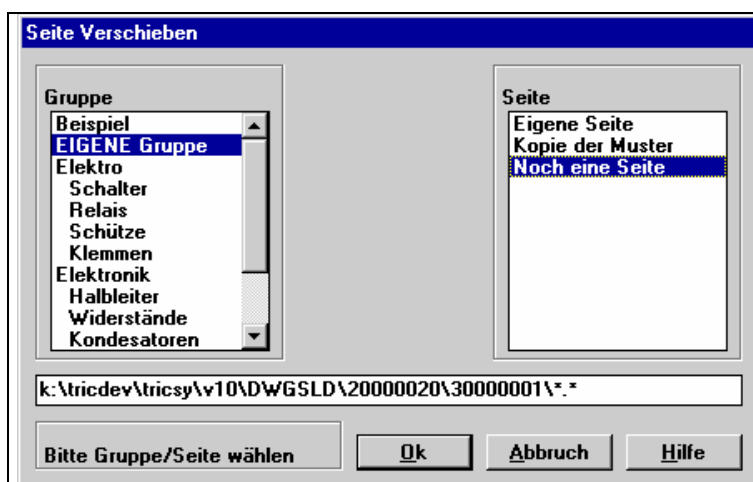 Seite Verschieben
Gruppe
Beispiel
EIGENE Gruppe
Elektro
Schalter
Relais
Schütze
Klemmen
Elektronik
Halbleiter
Widerstände
Kondesatoren
Seite
Eigene Seite
Kopie der Muster
Noch eine Seite
k:\tricdev\tricsy\v10\DWGSLD\20000020\30000001\*.*
Bitte Gruppe/Seite wählen
Ok
Abbruch
Hilfe